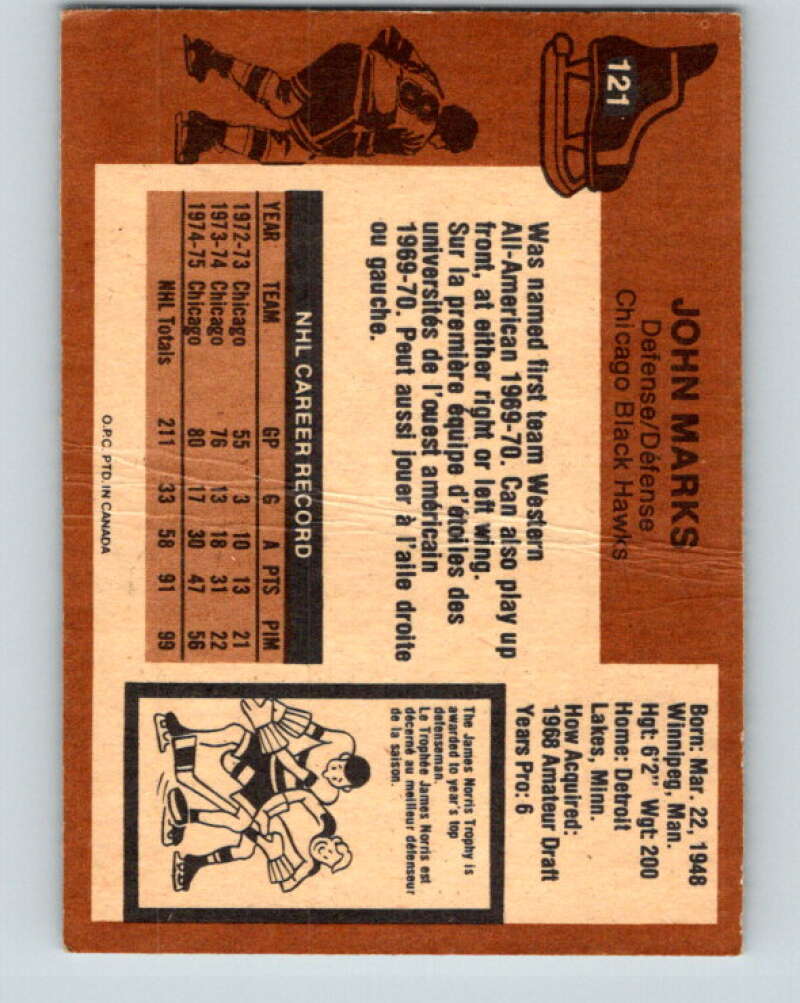 121
JOHN MARKS
Defense/Défense
Chicago Black Hawks
Born: Mar. 22, 1948
Winnipeg, Man.
Hgt: 6'2" Wgt: 200
Home: Detroit
Lakes, Minn.
How Acquired:
1968 Amateur Draft
Years Pro: 6
Was named first team Western
All-American 1969-70. Can also play up
front, at either right or left wing.
Sur la première équipe d'étoiles des
universités de l'ouest américain
1969-70. Peut aussi jouer à l'aile droite
ou gauche.
NHL CAREER RECORD
YEAR TEAM GP G A PTS PIM
1972-73 Chicago 55 3 10 13 21
1973-74 Chicago 76 13 18 31 22
1974-75 Chicago 80 17 30 47 56
NHL Totals 211 33 58 91 99
The James Norris Trophy is
awarded to year's top
defenseman.
Le Trophée James Norris est
décerné au meilleur défenseur
de la saison.
8
O.P.C. PTD. IN CANADA